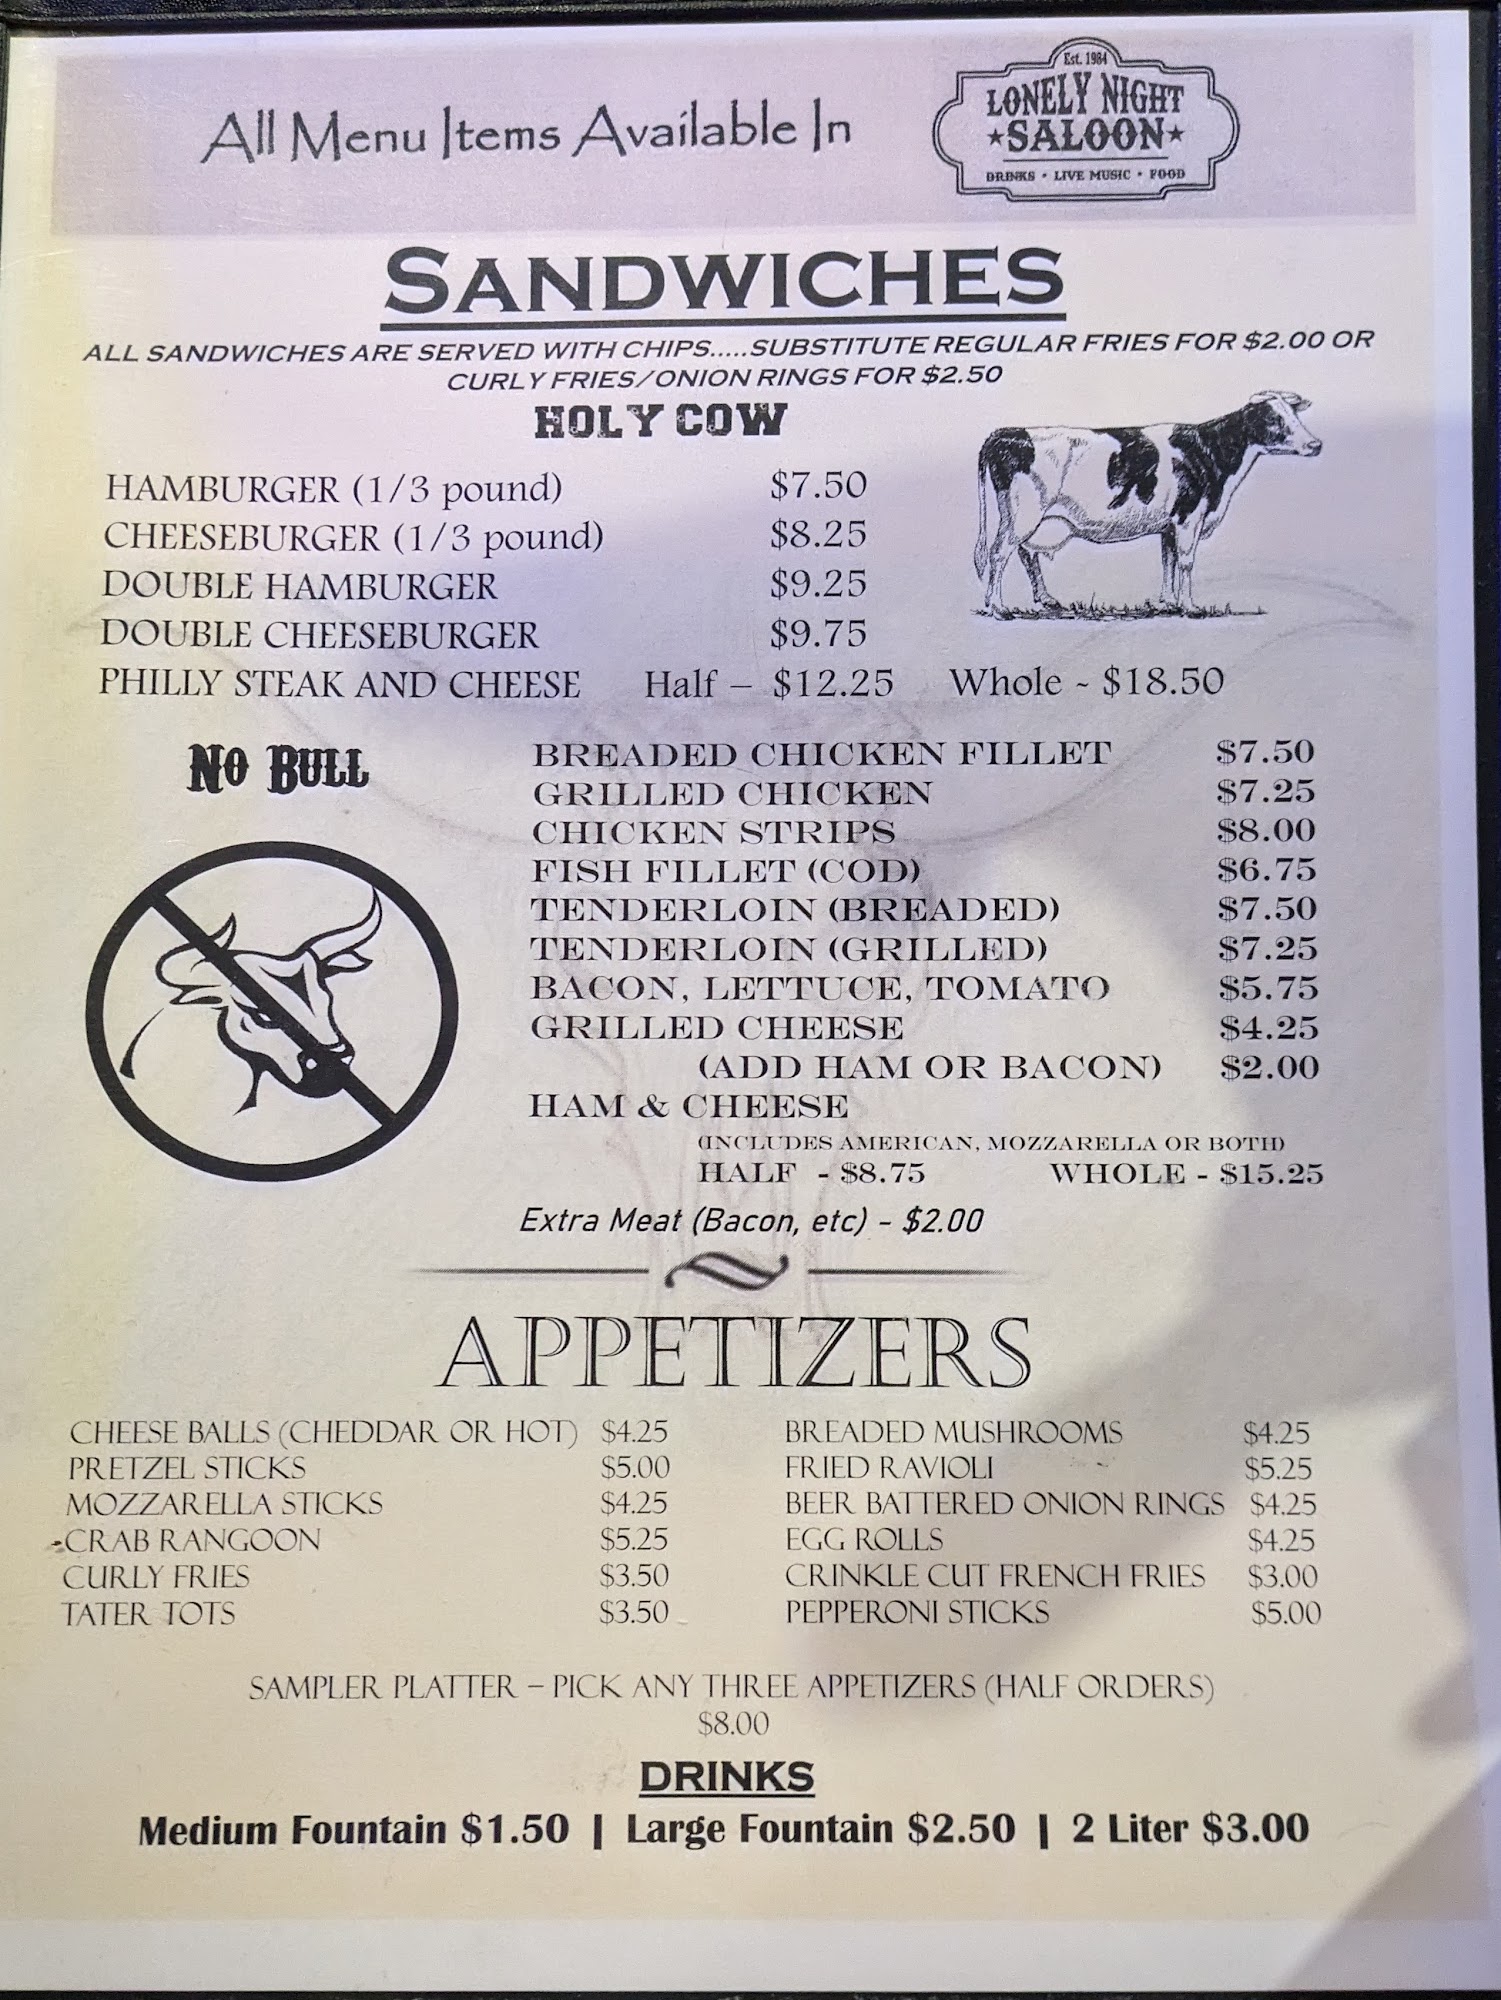 All Menu Items Available In
Est. 1984
LONELY NIGHT
★SALOON★
DRINKS • LIVE MUSIC • FOOD
SANDWICHES
ALL SANDWICHES ARE SERVED WITH CHIPS.....SUBSTITUTE REGULAR FRIES FOR $2.00 OR
CURLY FRIES/ONION RINGS FOR $2.50
HOLY COW
HAMBURGER (1/3 pound) $7.50
CHEESEBURGER (1/3 pound) $8.25
DOUBLE HAMBURGER $9.25
DOUBLE CHEESEBURGER $9.75
PHILLY STEAK AND CHEESE Half – $12.25 Whole ~ $18.50
NO BULL
BREADED CHICKEN FILLET $7.50
GRILLED CHICKEN $7.25
CHICKEN STRIPS $8.00
FISH FILLET (COD) $6.75
TENDERLOIN (BREADED) $7.50
TENDERLOIN (GRILLED) $7.25
BACON, LETTUCE, TOMATO $5.75
GRILLED CHEESE $4.25
(ADD HAM OR BACON) $2.00
HAM & CHEESE
(INCLUDES AMERICAN, MOZZARELLA OR BOTH)
HALF - $8.75 WHOLE - $15.25
Extra Meat (Bacon, etc) - $2.00
APPETIZERS
CHEESE BALLS (CHEDDAR OR HOT) $4.25
PRETZEL STICKS $5.00
MOZZARELLA STICKS $4.25
CRAB RANGOON $5.25
CURLY FRIES $3.50
TATER TOTS $3.50
BREADED MUSHROOMS $4.25
FRIED RAVIOLI $5.25
BEER BATTERED ONION RINGS $4.25
EGG ROLLS $4.25
CRINKLE CUT FRENCH FRIES $3.00
PEPPERONI STICKS $5.00
SAMPLER PLATTER – PICK ANY THREE APPETIZERS (HALF ORDERS)
$8.00
DRINKS
Medium Fountain $1.50 | Large Fountain $2.50 | 2 Liter $3.00